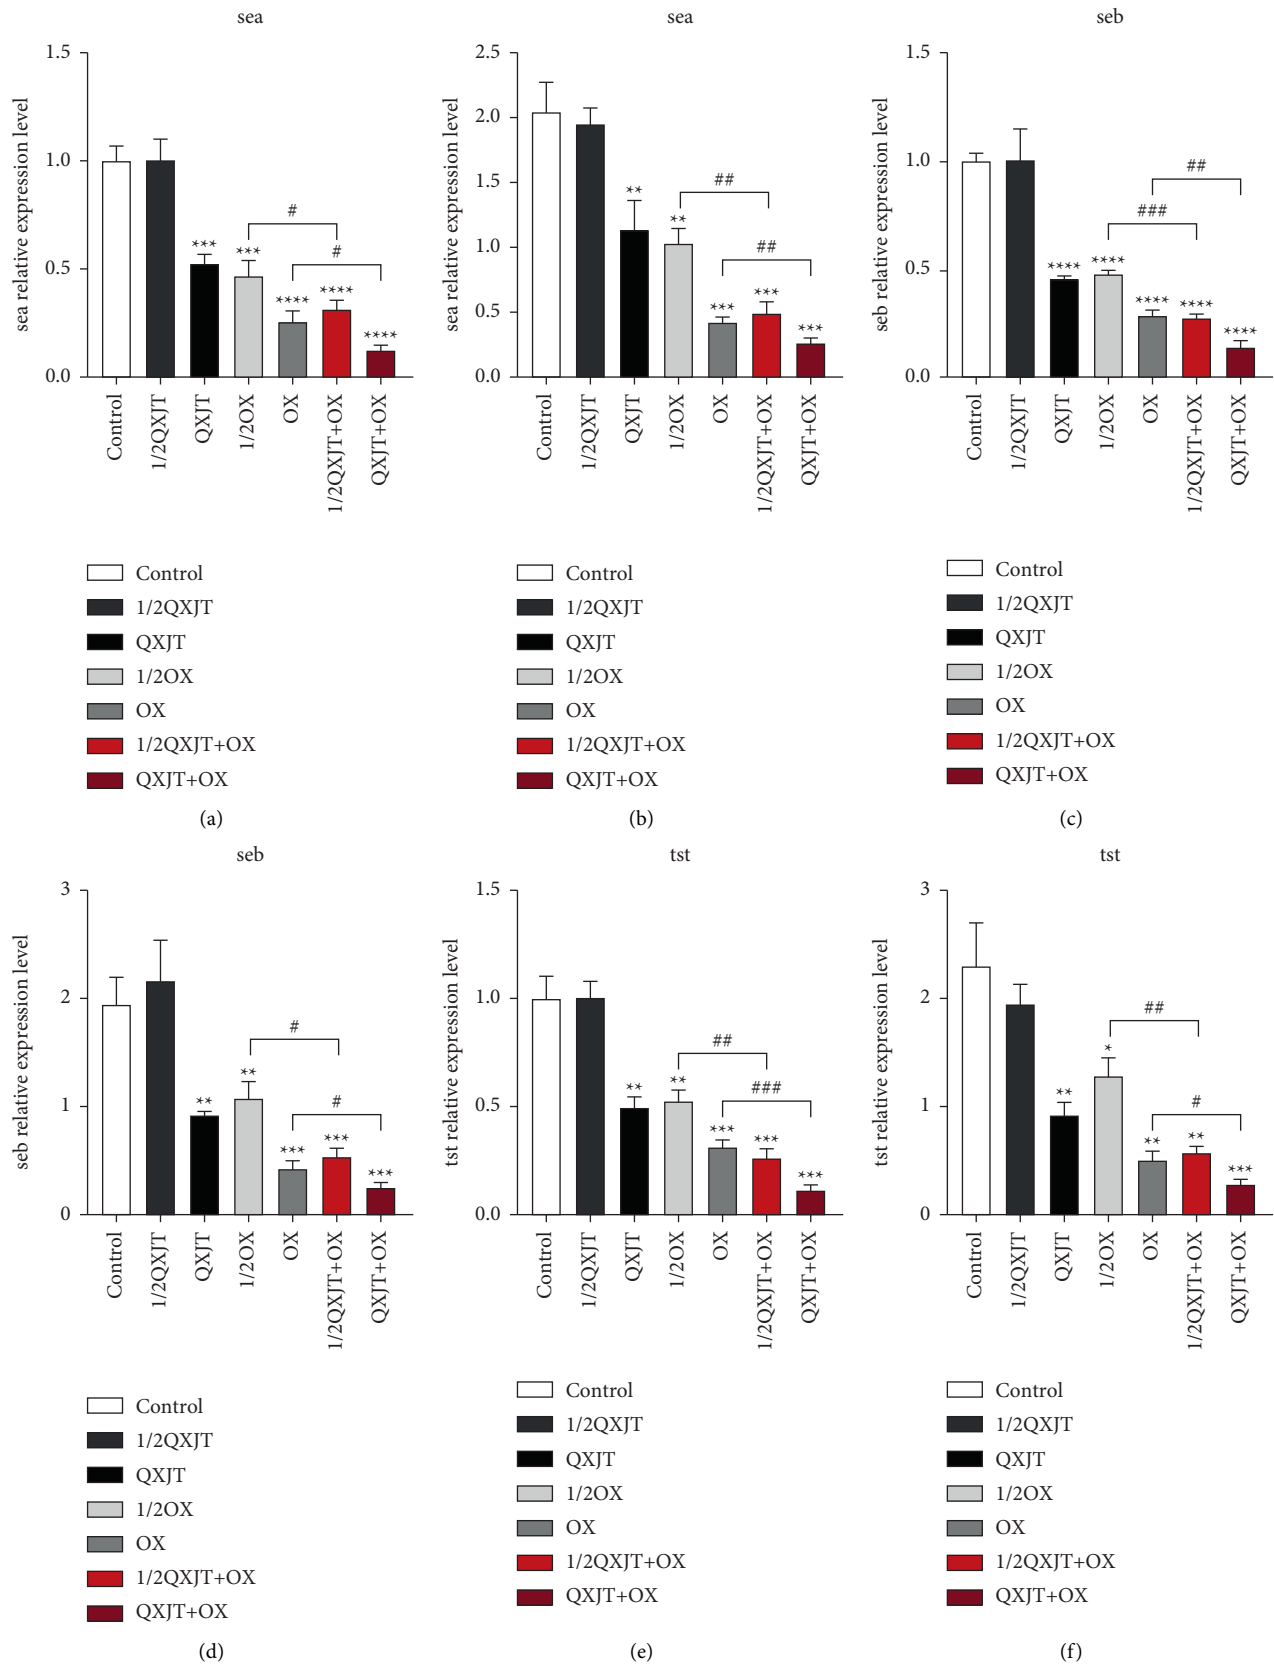 sea
sea relative expression level
1.5
1.0
0.5
0.0
***
***
****
****
****
#
#
Control
1/2QXJT
QXJT
1/2OX
OX
1/2QXJT+OX
QXJT+OX
Control
1/2QXJT
QXJT
1/2OX
OX
1/2QXJT+OX
QXJT+OX
(a)
sea
sea relative expression level
2.5
2.0
1.5
1.0
0.5
0.0
**
**
***
***
***
##
##
Control
1/2QXJT
QXJT
1/2OX
OX
1/2QXJT+OX
QXJT+OX
Control
1/2QXJT
QXJT
1/2OX
OX
1/2QXJT+OX
QXJT+OX
(b)
seb
seb relative expression level
1.5
1.0
0.5
0.0
****
****
****
****
****
###
##
Control
1/2QXJT
QXJT
1/2OX
OX
1/2QXJT+OX
QXJT+OX
Control
1/2QXJT
QXJT
1/2OX
OX
1/2QXJT+OX
QXJT+OX
(c)
seb
seb relative expression level
3
2
1
0
**
**
***
***
***
#
#
Control
1/2QXJT
QXJT
1/2OX
OX
1/2QXJT+OX
QXJT+OX
Control
1/2QXJT
QXJT
1/2OX
OX
1/2QXJT+OX
QXJT+OX
(d)
tst
tst relative expression level
1.5
1.0
0.5
0.0
**
**
***
***
***
##
###
Control
1/2QXJT
QXJT
1/2OX
OX
1/2QXJT+OX
QXJT+OX
Control
1/2QXJT
QXJT
1/2OX
OX
1/2QXJT+OX
QXJT+OX
(e)
tst
tst relative expression level
3
2
1
0
**
*
**
**
***
##
#
Control
1/2QXJT
QXJT
1/2OX
OX
1/2QXJT+OX
QXJT+OX
Control
1/2QXJT
QXJT
1/2OX
OX
1/2QXJT+OX
QXJT+OX
(f)